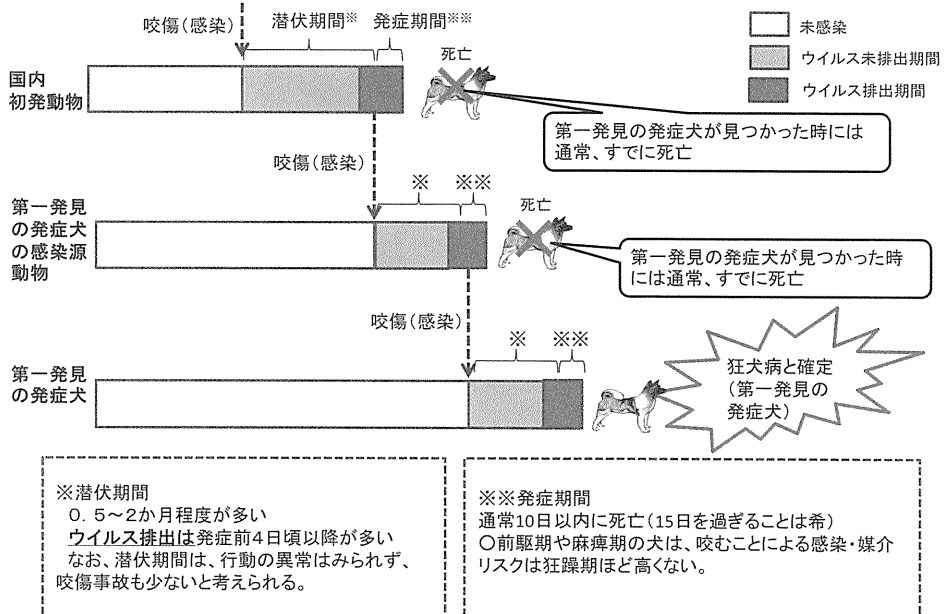 咬傷(感染)
潜伏期間※
発症期間※※
未感染
ウイルス未排出期間
ウイルス排出期間
国内
初発動物
死亡
第一発見の発症犬が見つかった時には
通常、すでに死亡
咬傷(感染)
※
※※
第一発見
の発症犬
の感染源
動物
死亡
第一発見の発症犬が見つかった時
には通常、すでに死亡
咬傷(感染)
※
※※
第一発見
の発症犬
狂犬病と確定
(第一発見の
発症犬)
※潜伏期間
0.5~2か月程度が多い
ウイルス排出は発症前4日頃以降が多い
なお、潜伏期間は、行動の異常はみられず、
咬傷事故も少ないと考えられる。
※※発症期間
通常10日以内に死亡(15日を過ぎることは希)
○前駆期や麻痺期の犬は、咬むことによる感染・媒介
リスクは狂躁期ほど高くない。